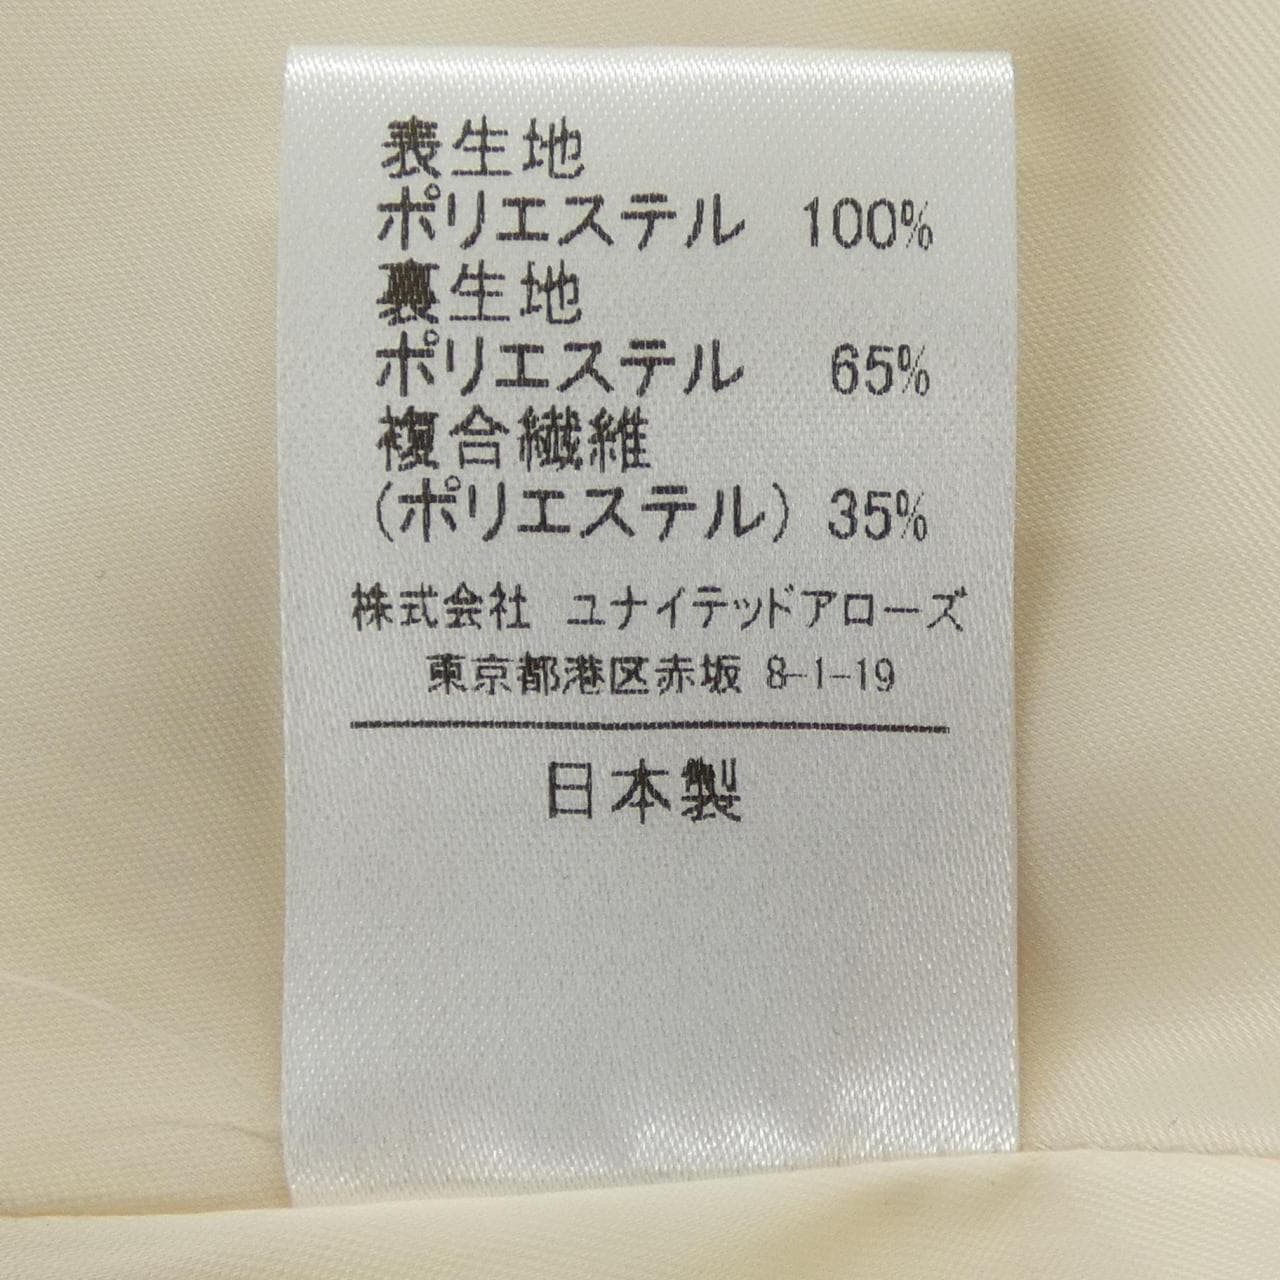 表生地
ポリエステル 100%
裏生地
ポリエステル 65%
複合繊維
(ポリエステル) 35%
株式会社 ユナイテッドアローズ
東京都港区赤坂 8-1-19
日本製